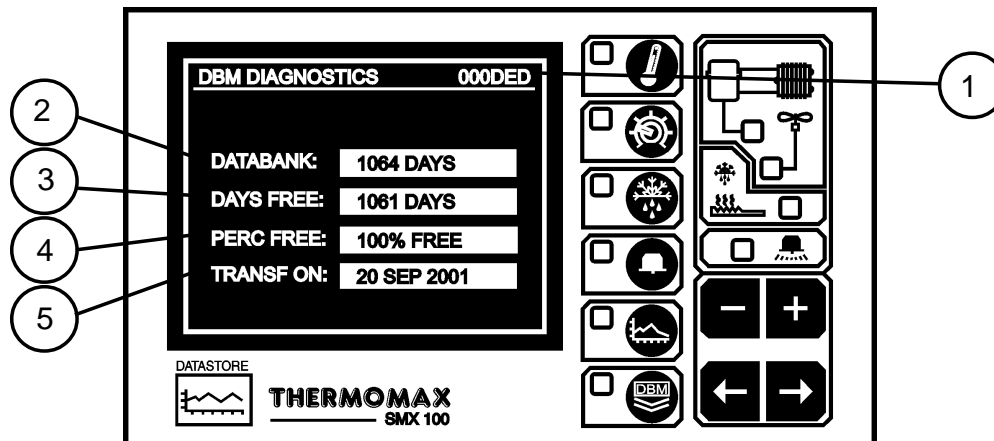 DBM DIAGNOSTICS 000DED
1
2
DATABANK: 1064 DAYS
3
DAYS FREE: 1061 DAYS
4
PERC FREE: 100% FREE
5
TRANSF ON: 20 SEP 2001
DBM
DATASTORE
THERMOMAX
SMX 100